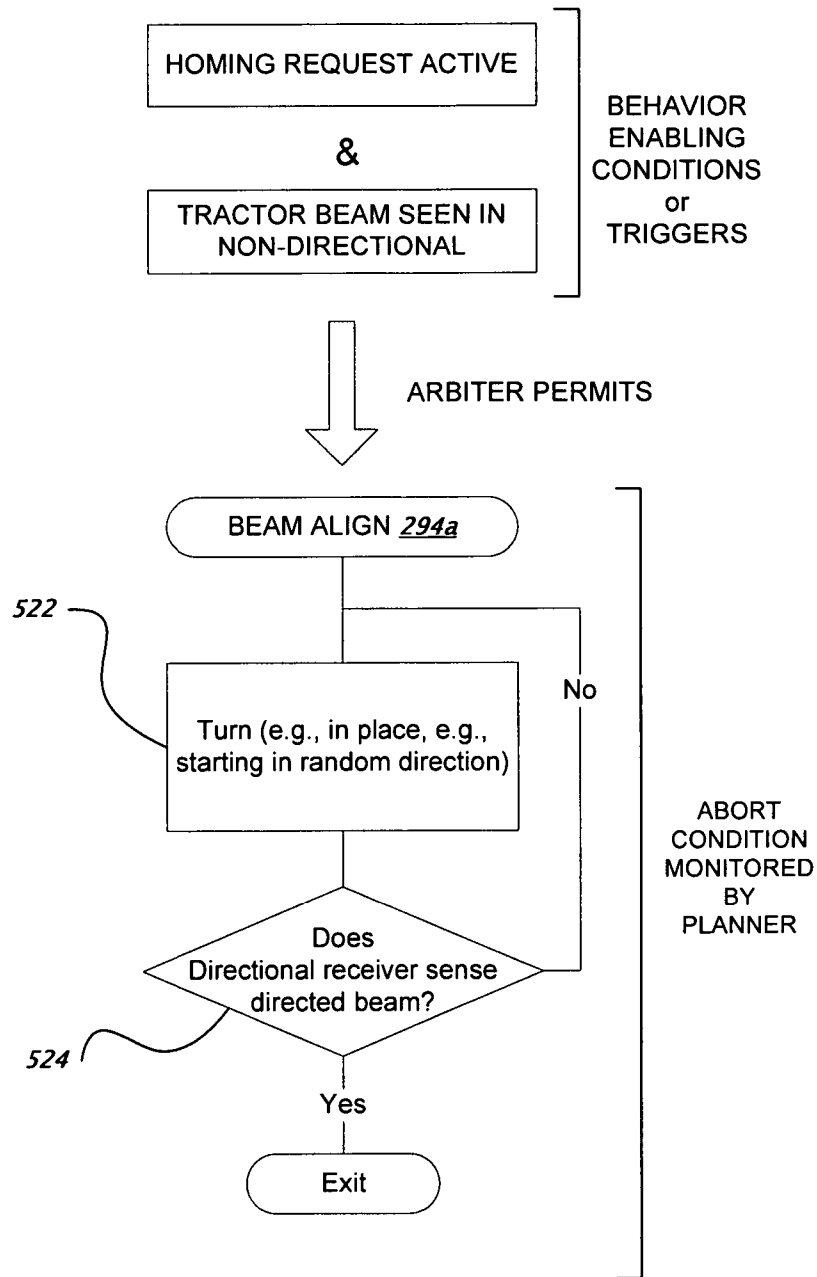 HOMING REQUEST ACTIVE
&
TRACTOR BEAM SEEN IN
NON-DIRECTIONAL
BEHAVIOR
ENABLING
CONDITIONS
or
TRIGGERS
ARBITER PERMITS
BEAM ALIGN 294a
522
Turn (e.g., in place, e.g.,
starting in random direction)
No
Does
Directional receiver sense
directed beam?
524
Yes
Exit
ABORT
CONDITION
MONITORED
BY
PLANNER